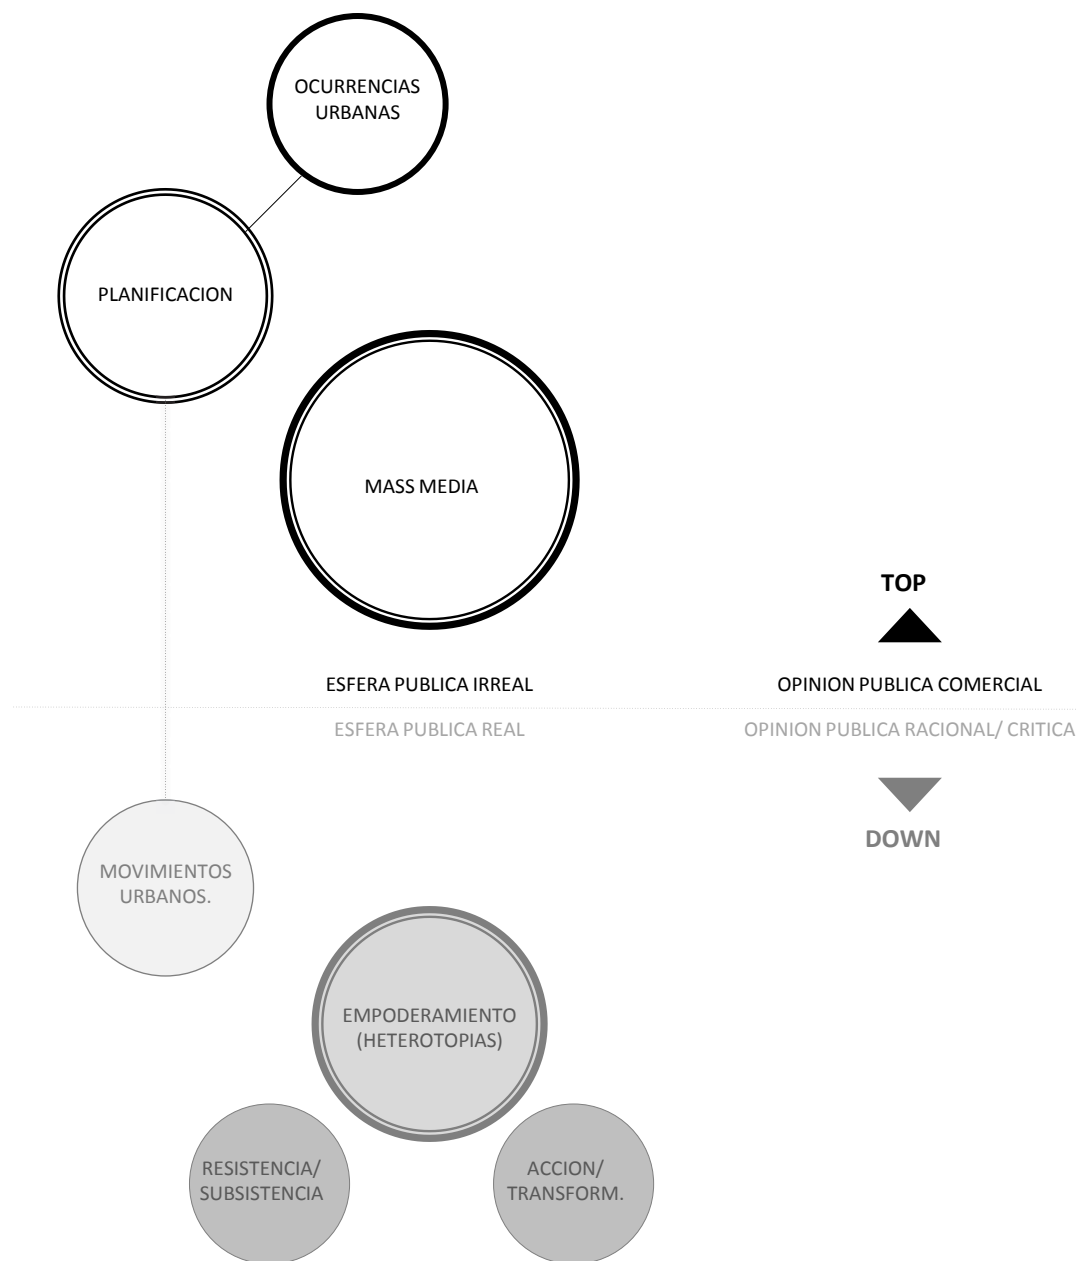 OCURRENCIAS
URBANAS
PLANIFICACION
MASS MEDIA
TOP
ESFERA PUBLICA IRREAL
OPINION PUBLICA COMERCIAL
ESFERA PUBLICA REAL
OPINION PUBLICA RACIONAL/ CRITICA
DOWN
MOVIMIENTOS
URBANOS.
EMPODERAMIENTO
(HETEROTOPIAS)
RESISTENCIA/
SUBSISTENCIA
ACCION/
TRANSFORM.